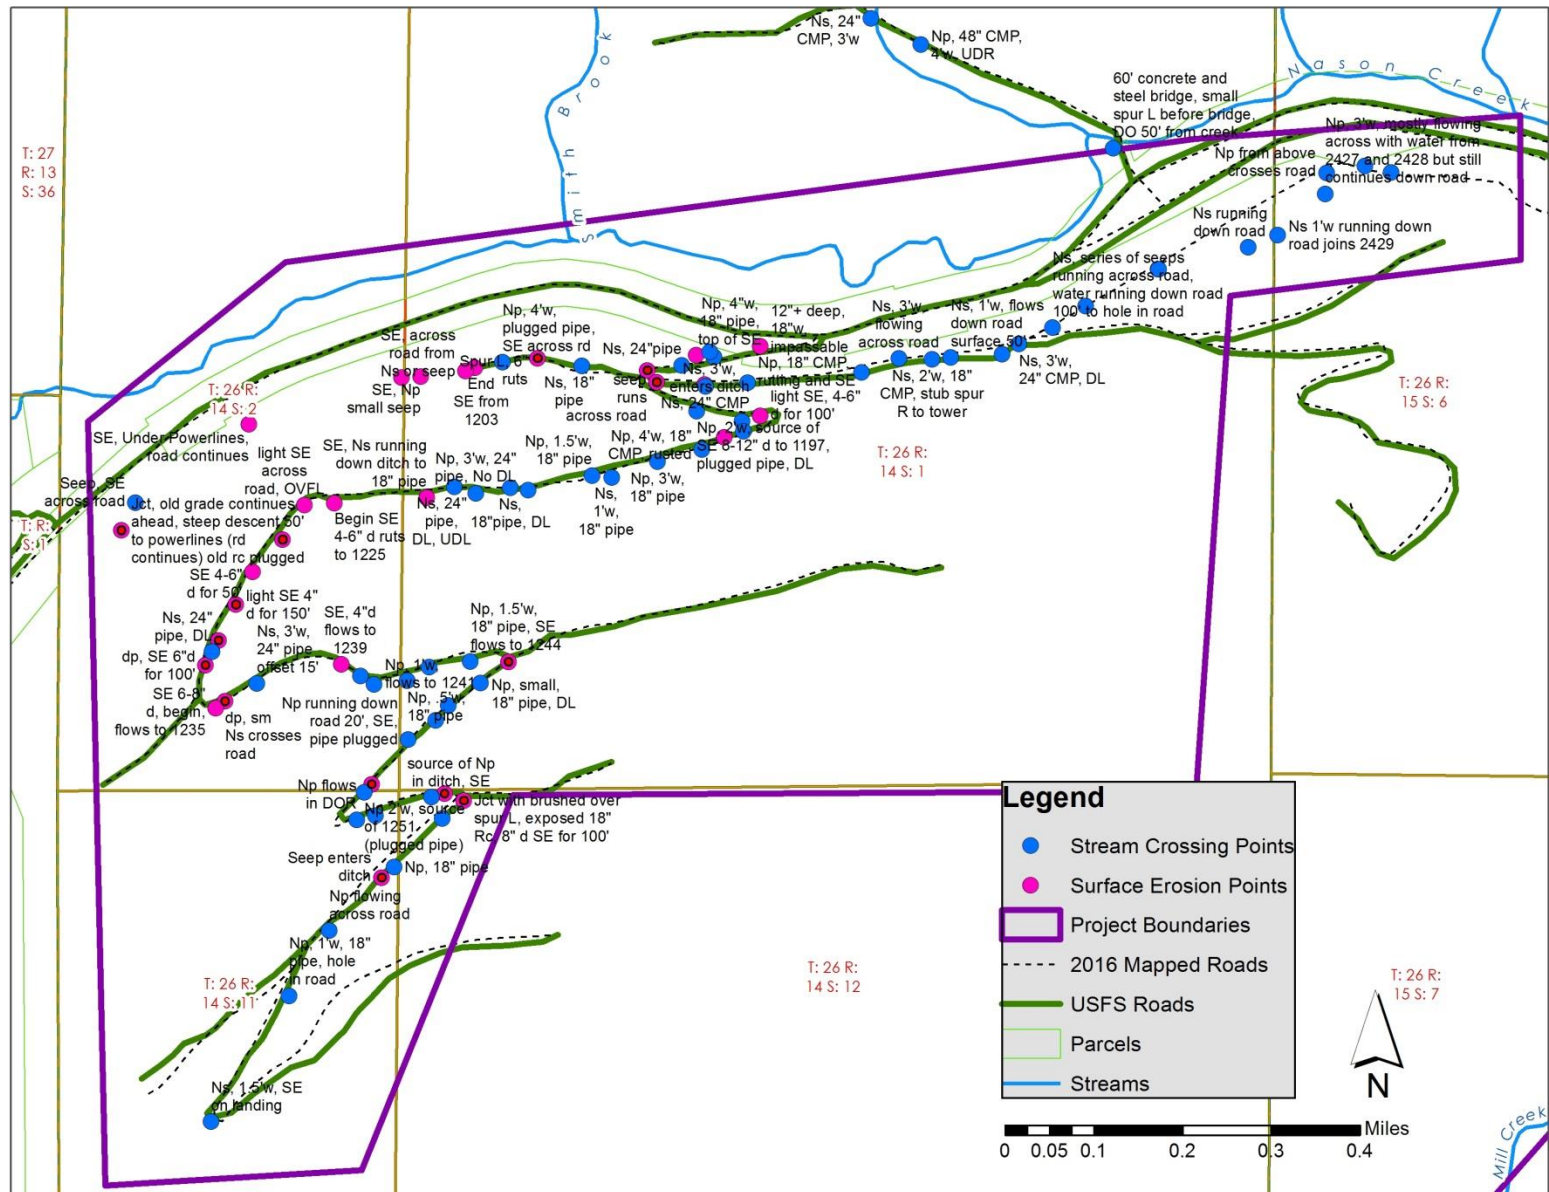 Ns, 24"
CMP, 3'w
Np, 48" CMP,
4'w, UDR
60' concrete and
steel bridge, small
spur L before bridge,
DO 50' from creek
Nason Creek
Smith Brook
T: 27
R: 13
S: 36
Np, 3'w, mostly flowing
across with water from
2427 and 2428 but still
continues down road
Np from above
crosses road
Ns running
down road
Ns 1'w running down
road joins 2429
Ns, series of seeps
running across road,
water running down road
100' to hole in road
Np, 4'w,
plugged pipe,
SE across rd
Np, 4"w,
18" pipe,
top of SE
12"+ deep,
18"w,
impassable
Ns, 3'w
flowing
across road
Ns, 1'w, flows
down road
surface 50'
SE, across
road from
Ns or seep
SE, Np
small seep
Spur L, 6"
ruts
End
SE from
1203
Ns, 18"
pipe
Ns, 24"pipe
seep
runs
across road
Ns, 3'w,
enters ditch
Ns, 24" CMP
Np, 18" CMP,
rutting and SE
light SE, 4-6"
d for 100'
Ns, 2'w, 18"
CMP, stub spur
R to tower
Ns, 3'w,
24" CMP, DL
T: 26 R:
14 S: 2
T: 26 R:
15 S: 6
SE, Under Powerlines,
road continues
light SE
across
road, OVFL
SE, Ns running
down ditch to
18" pipe
Np, 3'w, 24"
pipe, No DL
Np, 1.5'w,
18" pipe
Np, 4'w, 18"
CMP, rusted
Np, 2'w, source of
SE 8-12" d to 1197,
plugged pipe, DL
T: 26 R:
14 S: 1
Seep, SE
across road
Jct, old grade continues
ahead, steep descent 50'
to powerlines (rd
continues) old rc plugged
T: R:
S: 1
Begin SE
4-6" d ruts
to 1225
Ns, 24"
pipe,
DL, UDL
Ns,
18"pipe, DL
Ns,
1'w,
18" pipe
Np, 3'w,
18" pipe
SE 4-6"
d for 50'
light SE 4"
d for 150'
Ns, 24"
pipe, DL
Ns, 3'w,
24" pipe
offset 15'
SE, 4"d
flows to
1239
Np, 1.5'w,
18" pipe, SE
flows to 1244
dp, SE 6"d
for 100'
SE 6-8"
d, begin,
flows to 1235
dp, sm
Ns crosses
road
Np, 1'w,
flows to 1241
Np running down
road 20', SE,
pipe plugged
Np, .5'w,
18" pipe
Np, small,
18" pipe, DL
Np flows
in DOR
source of Np
in ditch, SE
Np 2'w, source
of 1251
(plugged pipe)
Jct with brushed over
spur L, exposed 18"
Rc, 8" d SE for 100'
Seep enters
ditch
Np, 18" pipe
Np flowing
across road
Np, 1'w, 18"
pipe, hole
in road
T: 26 R:
14 S: 11
T: 26 R:
14 S: 12
T: 26 R:
15 S: 7
Ns, 1.5'w, SE
on landing
Legend
Stream Crossing Points
Surface Erosion Points
Project Boundaries
2016 Mapped Roads
USFS Roads
Parcels
Streams
N
Miles
0 0.05 0.1 0.2 0.3 0.4
Mill Creek